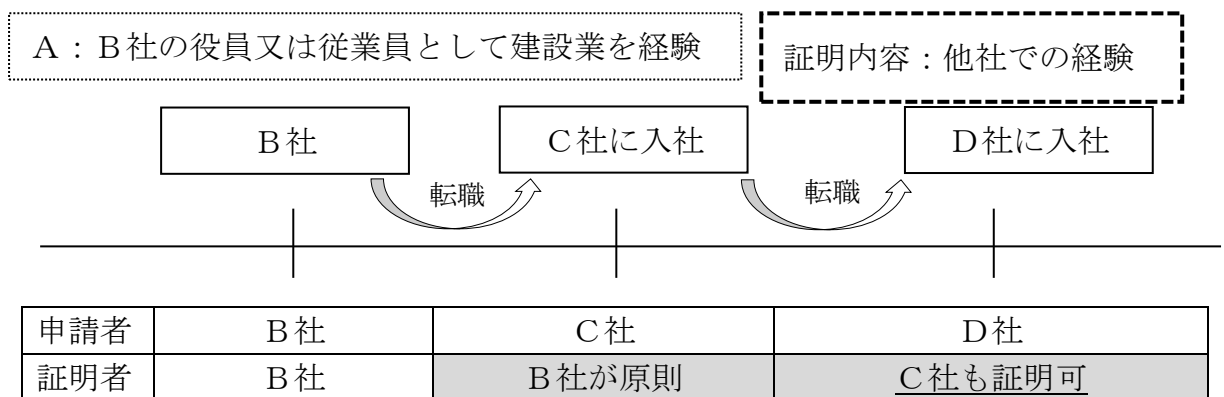 Ａ：Ｂ社の役員又は従業員として建設業を経験
証明内容：他社での経験
Ｂ社
Ｃ社に入社
Ｄ社に入社
転職
転職
申請者 Ｂ社 Ｃ社 Ｄ社
証明者 Ｂ社 Ｂ社が原則 Ｃ社も証明可